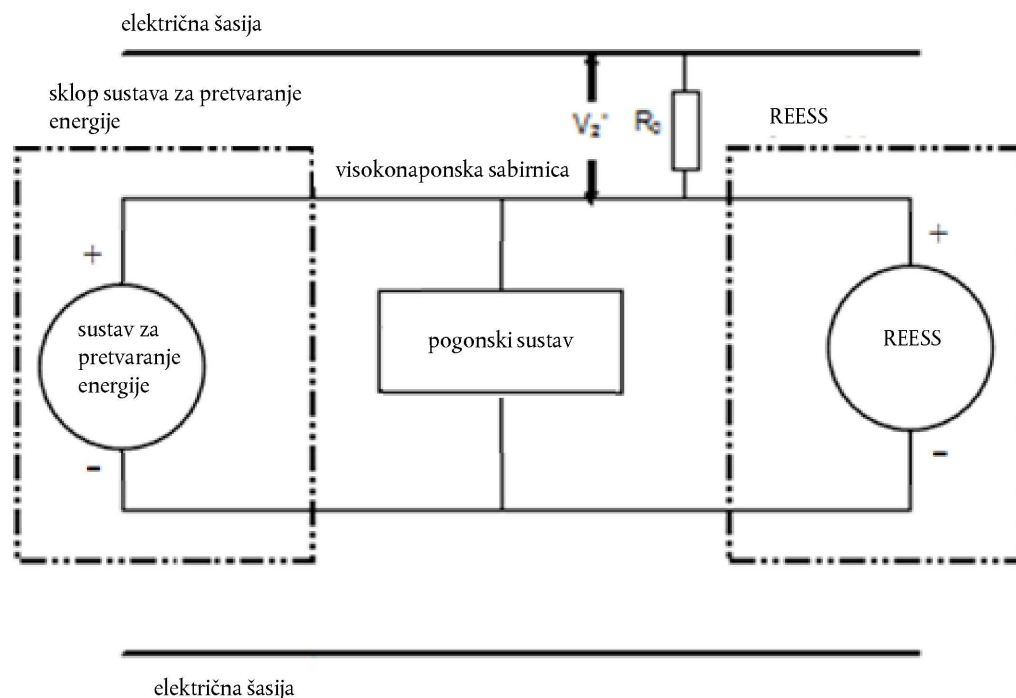 električna šasija
sklop sustava za pretvaranje
energije
V₂'
R₀
REESS
visokonaponska sabirnica
+
+
sustav za
pretvaranje
energije
pogonski sustav
REESS
-
-
električna šasija